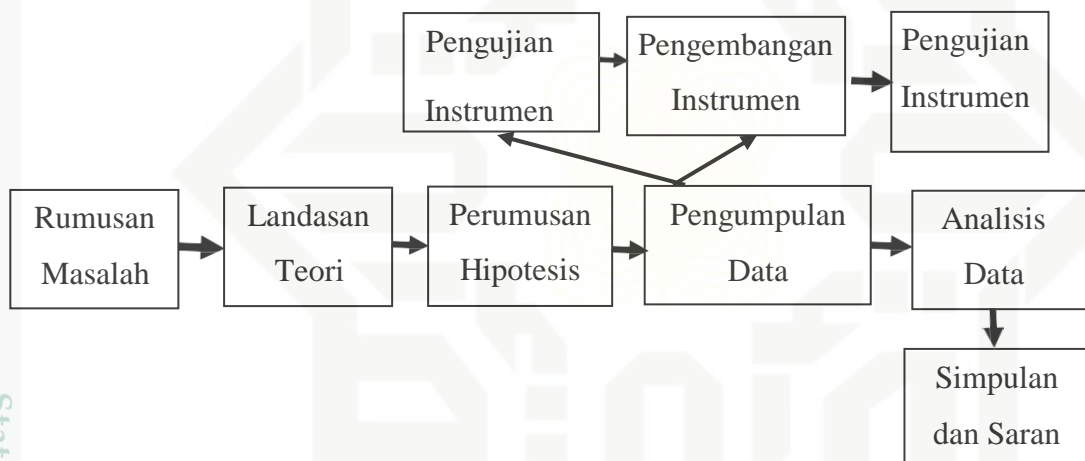 Pengujian
Instrumen
Pengembangan
Instrumen
Pengujian
Instrumen
Rumusan
Masalah
Landasan
Teori
Perumusan
Hipotesis
Pengumpulan
Data
Analisis
Data
Simpulan
dan Saran